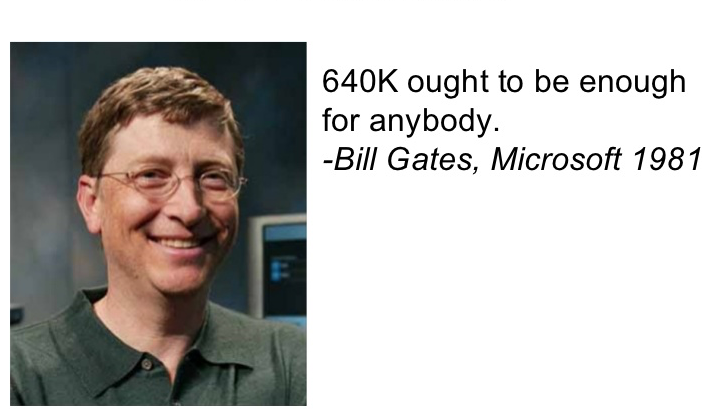 640K ought to be enough
for anybody.
-Bill Gates, Microsoft 1981